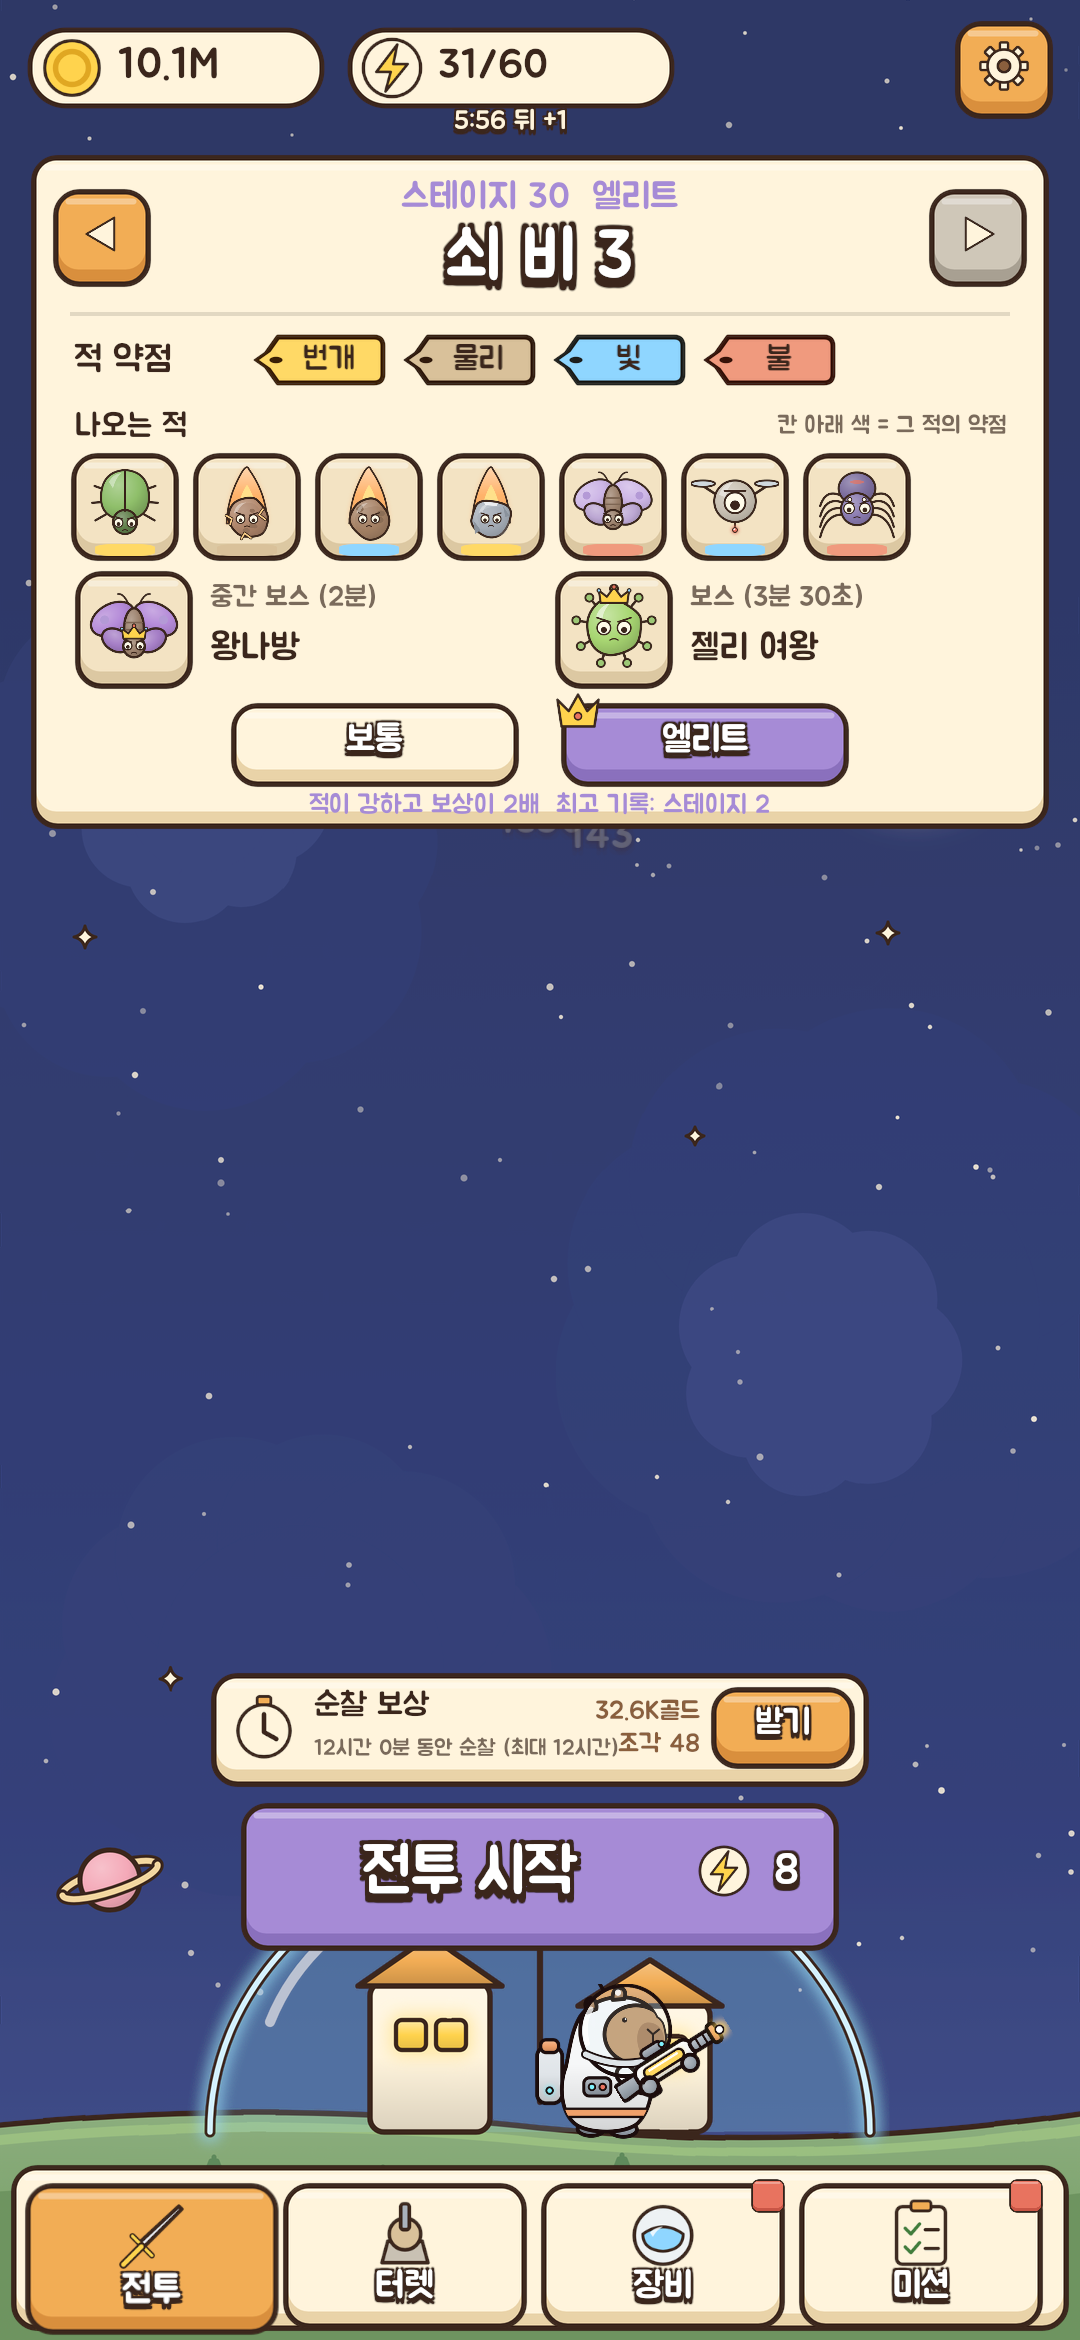 10.1M
31/60
5:56 뒤 +1
스테이지 30 엘리트
쇠 비 3
적 약점
번개
물리
빛
불
나오는 적
칸 아래 색 = 그 적의 약점
중간 보스 (2분)
왕나방
보스 (3분 30초)
젤리 여왕
보통
엘리트
적이 강하고 보상이 2배 최고 기록: 스테이지 2
143
순찰 보상
32.6K골드
12시간 0분 동안 순찰 (최대 12시간)조각 48
받기
전투 시작
8
전투
터렛
장비
미션